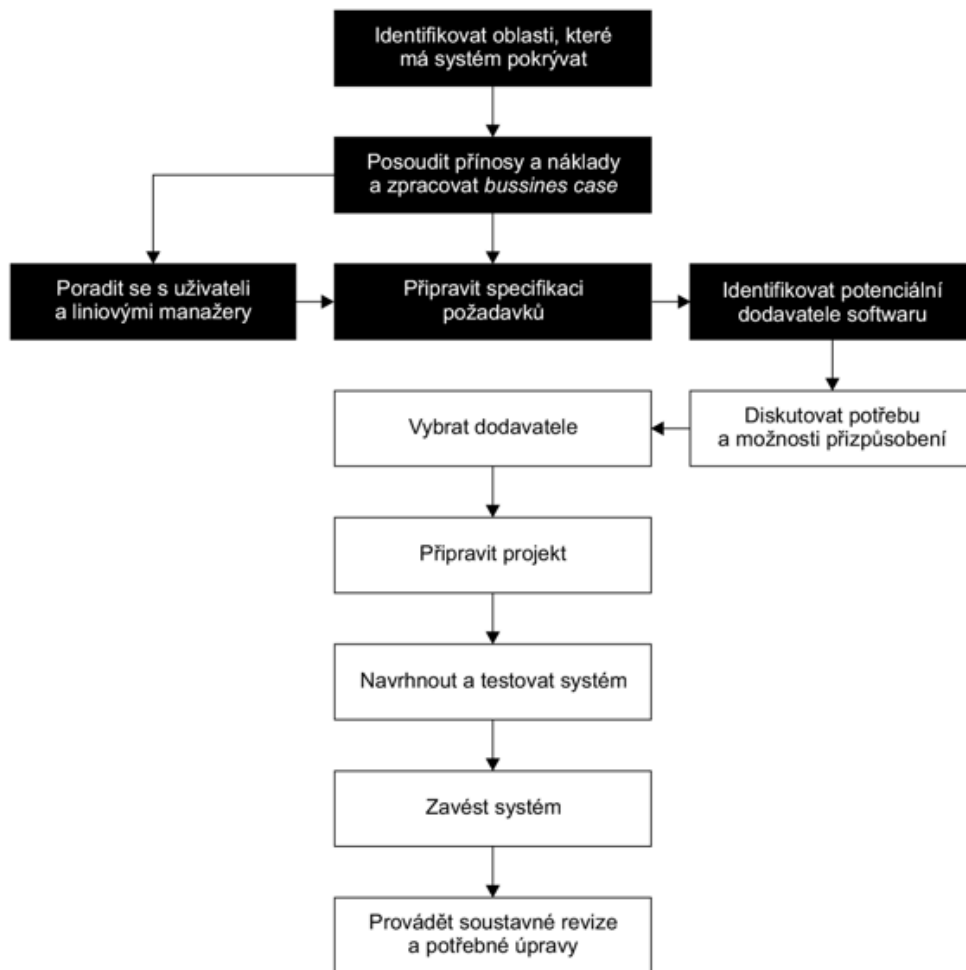 Identifikovat oblasti, které
má systém pokrývat
Posoudit přínosy a náklady
a zpracovat bussines case
Poradit se s uživateli
a liniovými manažery
Připravit specifikaci
požadavků
Identifikovat potenciální
dodavatele softwaru
Diskutovat potřebu
a možnosti přizpůsobení
Vybrat dodavatele
Připravit projekt
Navrhnout a testovat systém
Zavést systém
Provádět soustavné revize
a potřebné úpravy